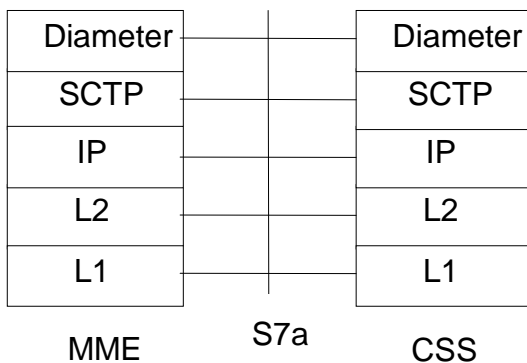 Diameter Diameter
SCTP SCTP
IP IP
L2 L2
L1 L1
MME S7a CSS